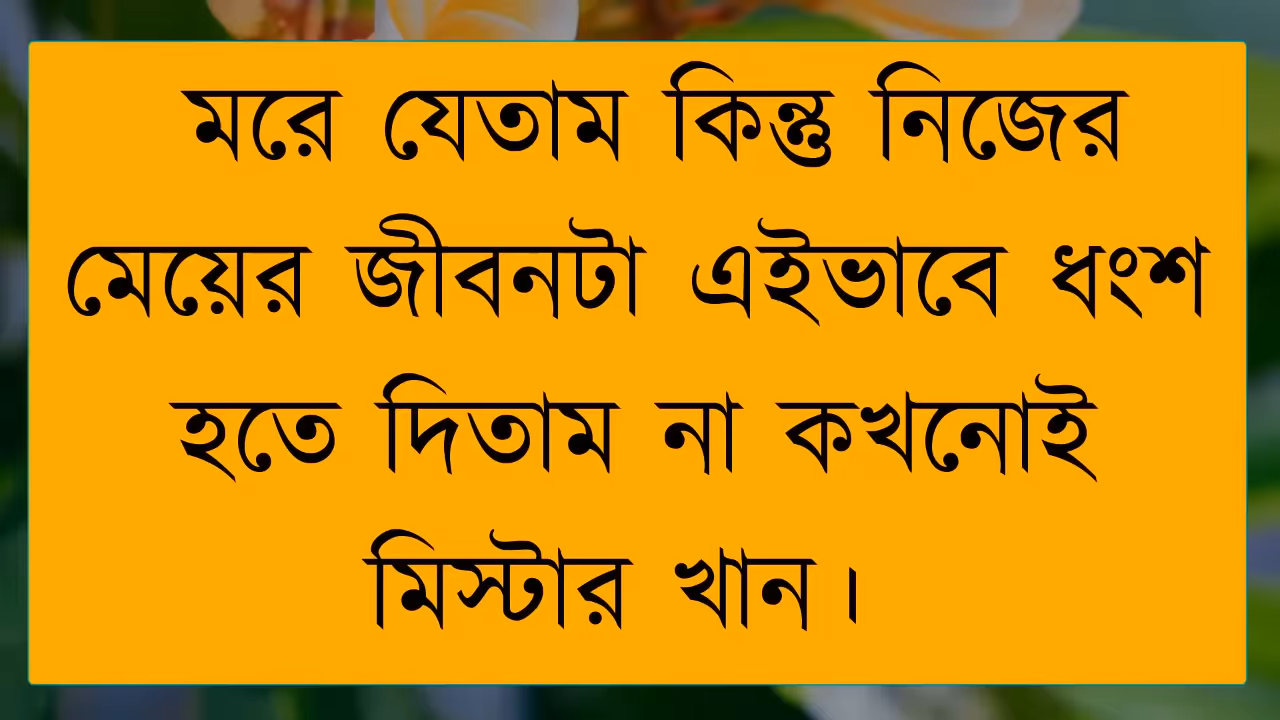 মরে যেতাম কিন্তু নিজের
মেয়ের জীবনটা এইভাবে ধংশ
হতে দিতাম না কখনোই
মিস্টার খান।